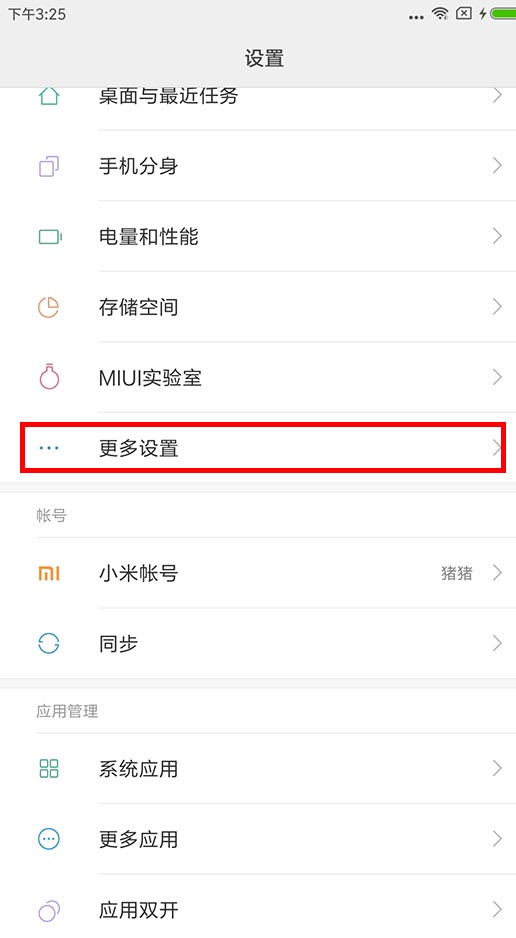 下午3:25
设置
桌面与最近任务
手机分身
电量和性能
存储空间
MIUI实验室
更多设置
帐号
小米帐号 猪猪
同步
应用管理
系统应用
更多应用
应用双开